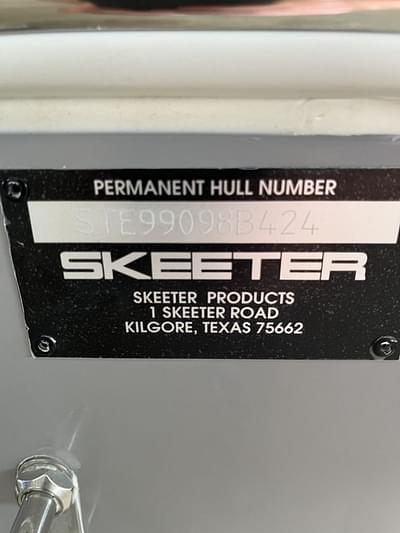 PERMANENT HULL NUMBER
STE99098B424
SKEETER
SKEETER PRODUCTS
1 SKEETER ROAD
KILGORE, TEXAS 75662